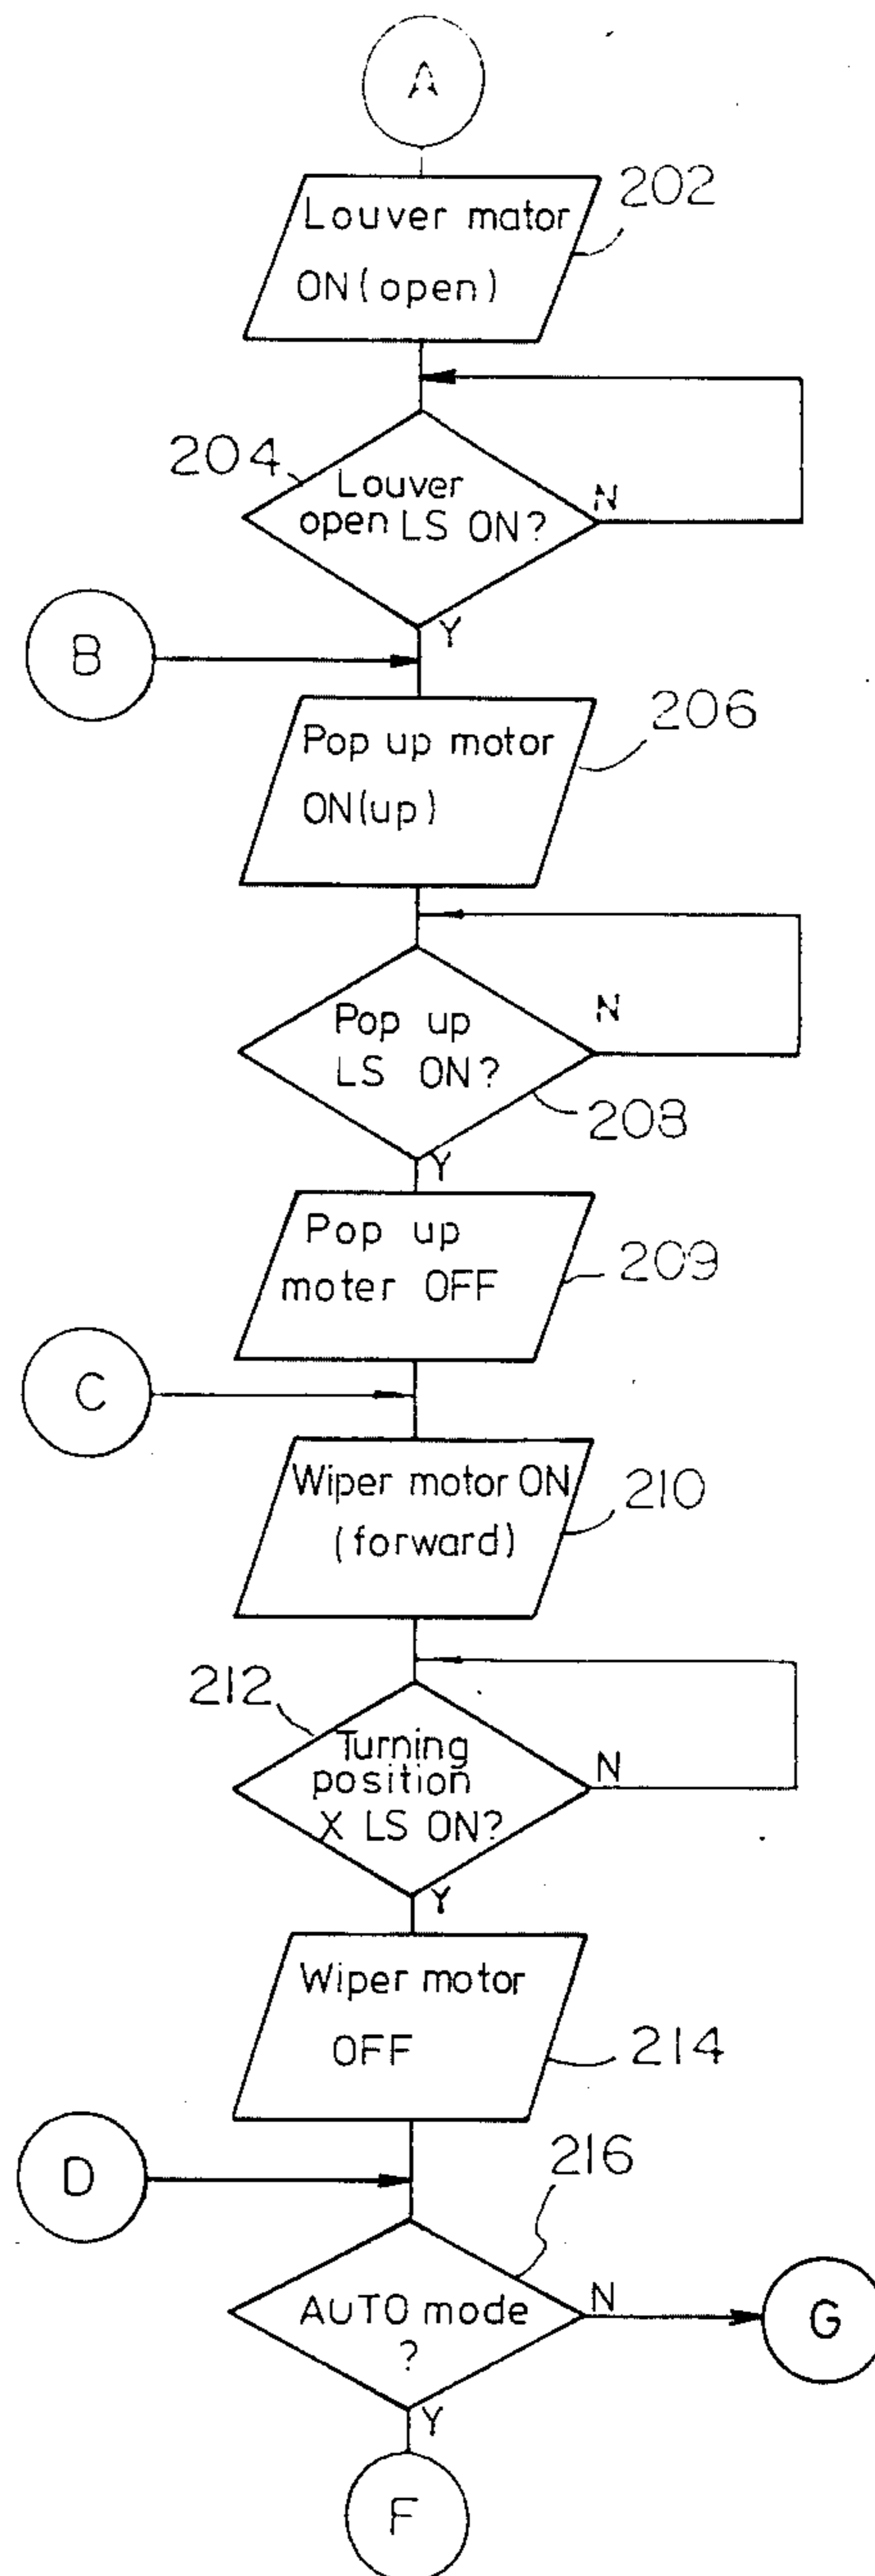 A
202
Louver mator
ON(open)
204
Louver
open LS ON?
N
Y
B
206
Pop up motor
ON(up)
Pop up
LS ON?
N
208
Y
Pop up
moter OFF
209
C
Wiper motor ON
(forward)
210
212
Turning
position
X LS ON?
N
Y
Wiper motor
OFF
214
D
216
AUTO mode
?
N
G
Y
F